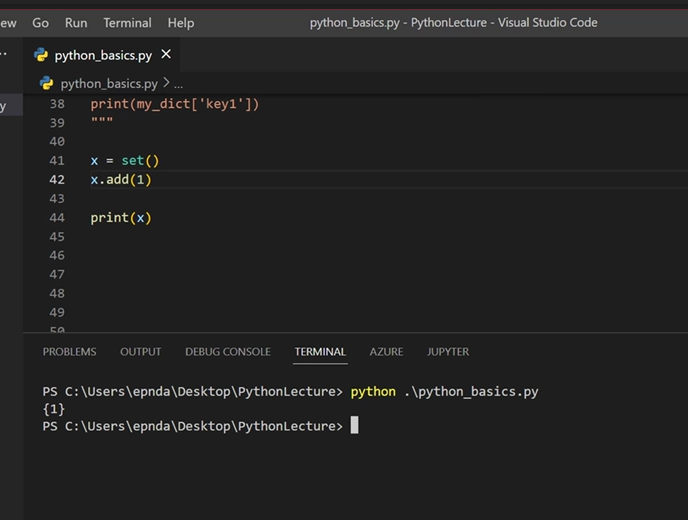 ew Go Run Terminal Help python_basics.py - PythonLecture - Visual Studio Code
python_basics.py ×
y
python_basics.py > ...
38 print(my_dict['key1'])
39 """
40
41 x = set()
42 x.add(1)
43
44 print(x)
45
46
47
48
49
50
PROBLEMS OUTPUT DEBUG CONSOLE TERMINAL AZURE JUPYTER
PS C:\Users\epnda\Desktop\PythonLecture> python .\python_basics.py
{1}
PS C:\Users\epnda\Desktop\PythonLecture>